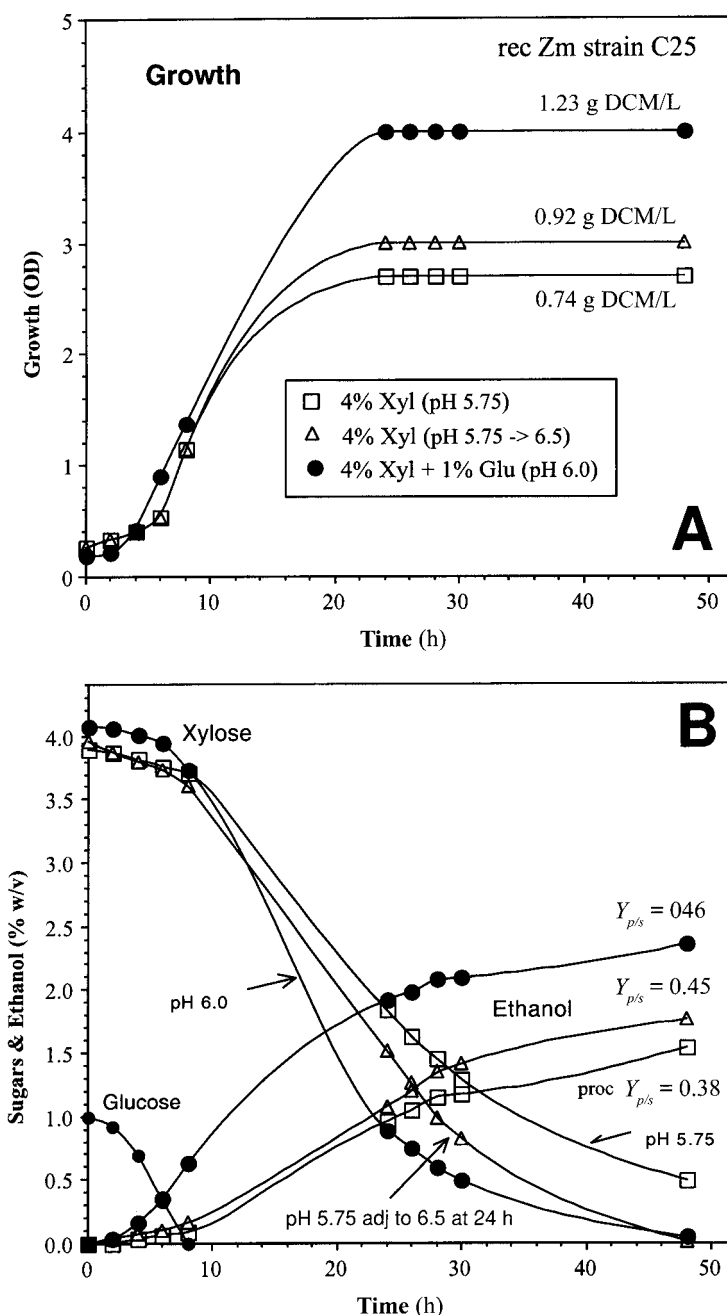 rec Zm strain C25
Growth
1.23 g DCM/L
0.92 g DCM/L
0.74 g DCM/L
4% Xyl (pH 5.75)
4% Xyl (pH 5.75 -> 6.5)
4% Xyl + 1% Glu (pH 6.0)
A
Growth (OD)
5
4
3
2
1
0
0
10
20
30
40
50
Time (h)
B
Xylose
Y p/s = 046
Y p/s = 0.45
Ethanol
proc Y p/s = 0.38
pH 6.0
Glucose
pH 5.75
pH 5.75 adj to 6.5 at 24 h
Sugars & Ethanol (% w/v)
4.0
3.5
3.0
2.5
2.0
1.5
1.0
0.5
0.0
0
10
20
30
40
50
Time (h)